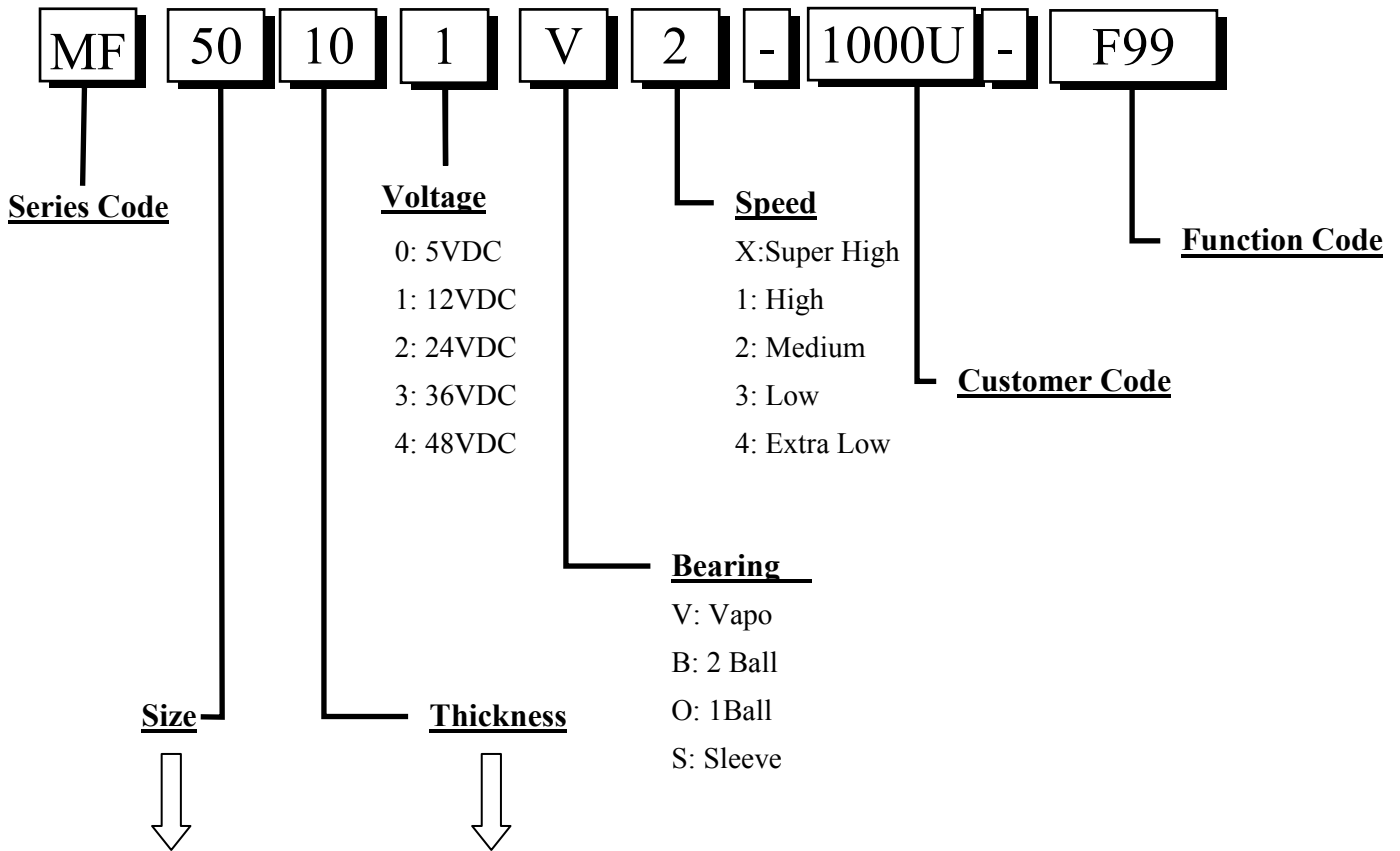 MF 50 10 1 V 2 - 1000U - F99
Series Code
Voltage
0: 5VDC
1: 12VDC
2: 24VDC
3: 36VDC
4: 48VDC
Speed
X:Super High
1: High
2: Medium
3: Low
4: Extra Low
Function Code
Customer Code
Bearing
V: Vapo
B: 2 Ball
O: 1Ball
S: Sleeve
Size
Thickness